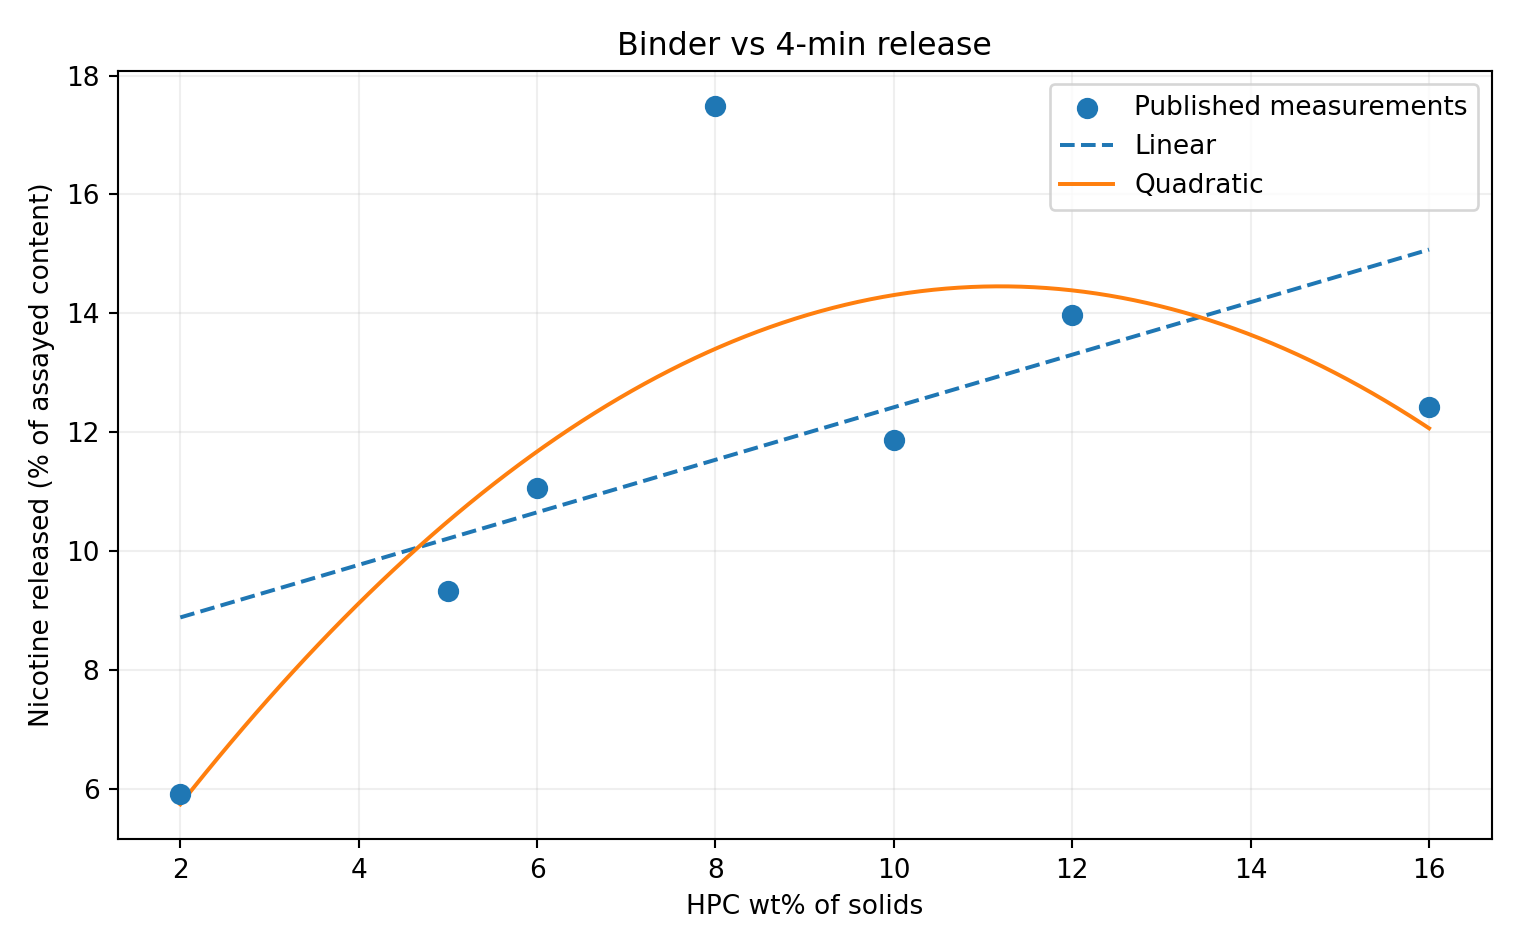 Binder vs 4-min release
18
16
14
12
10
8
6
Nicotine released (% of assayed content)
Published measurements
Linear
Quadratic
2 4 6 8 10 12 14 16
HPC wt% of solids